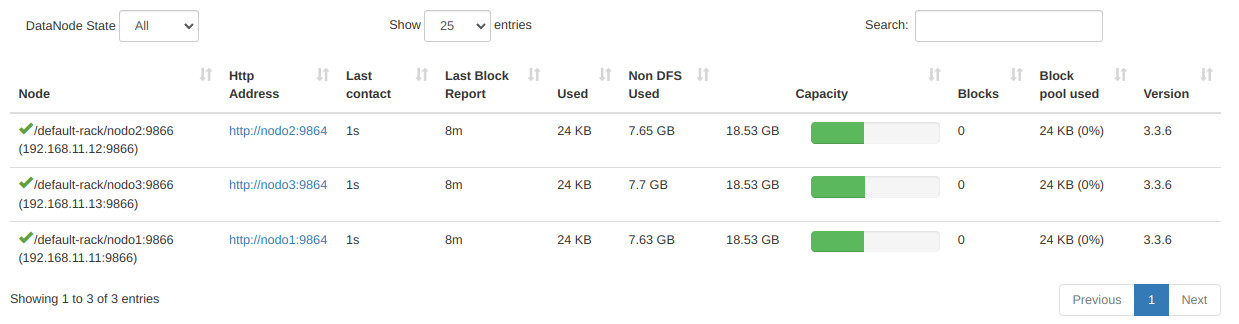 DataNode State All Show 25 entries Search:
Http Last Last Block Non DFS Block
Node Address contact Report Used Used Capacity Blocks pool used Version
/default-rack/nodo2:9866 http://nodo2:9864 1s 8m 24 KB 7.65 GB 18.53 GB 0 24 KB (0%) 3.3.6
(192.168.11.12:9866)
/default-rack/nodo3:9866 http://nodo3:9864 1s 8m 24 KB 7.7 GB 18.53 GB 0 24 KB (0%) 3.3.6
(192.168.11.13:9866)
/default-rack/nodo1:9866 http://nodo1:9864 1s 8m 24 KB 7.63 GB 18.53 GB 0 24 KB (0%) 3.3.6
(192.168.11.11:9866)
Showing 1 to 3 of 3 entries Previous 1 Next